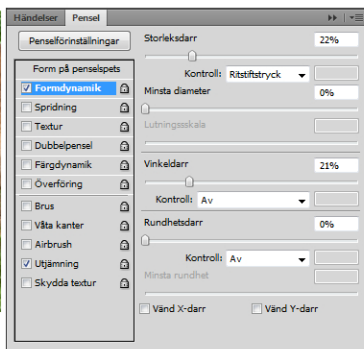 Händelser Pensel
Penselförinställningar
Form på penselspets
Formdynamik
Spridning
Textur
Dubbelpensel
Färgdynamik
Överföring
Brus
Våta kanter
Airbrush
Utjämning
Skydda textur
Storleksdarr 22%
Kontroll: Ritstiftstryck
Minsta diameter 0%
Lutningsskala
Vinkeldarr 21%
Kontroll: Av
Rundhetsdarr 0%
Kontroll: Av
Minsta rundhet
Vänd X-darr Vänd Y-darr